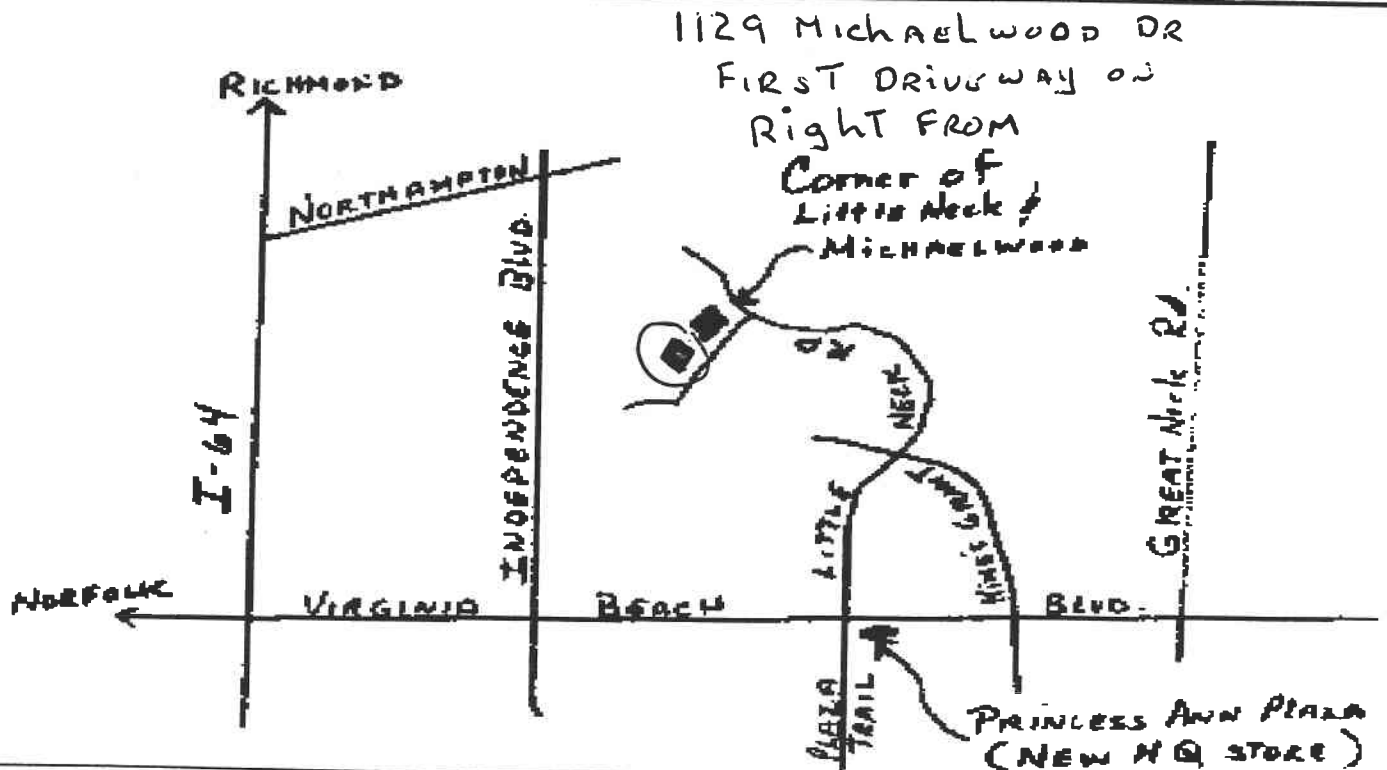 1129 MichAELWOOD DR
FIRST DRIVEWAY ON
RighT FROM
Corner of
Little Neck &
MICHAELWOOD
RICHMOND
NORTHAMPTON
INDEPENDENCE BLVD.
I-64
RD
NECK
LITTLE
KINGS GRANT
GREAT Neck Rd.
NORFOLK
VIRGINIA BEACH BLVD.
PLAZA
TRAIL
PRINCESS ANN PLAZA
(NEW HQ STORE)